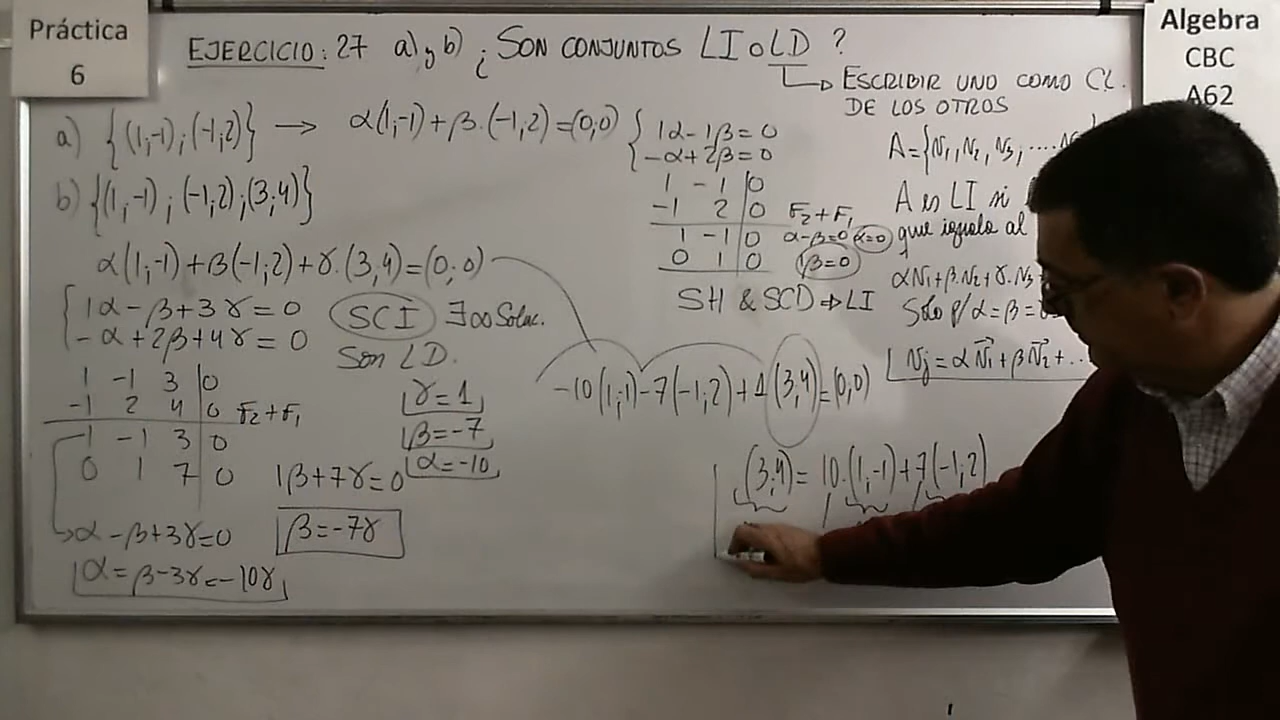 Práctica
6
EJERCICIO: 27 a) y b) ¿SON CONJUNTOS LI o LD ?
↳ ESCRIBIR UNO COMO CL.
DE LOS OTROS
Algebra
CBC
A62
a) {(1,-1);(-1,2)} → α(1,-1)+β.(-1,2)=(0,0) { 1α-1β=0
-α+2β=0
1 -1 | 0
-1 2 | 0 F2+F1
1 -1 | 0 α-β=0 α=0
0 1 | 0 β=0
SH & SCD ⇒ LI
A={V1, V2, V3, ....
A es LI si
que iguala al
αV1+β.V2+γ.V3
Sólo p/ α=β=
Vj=αV1+βV2+..
b) {(1,-1);(-1,2);(3,4)}
α(1,-1)+β(-1,2)+γ.(3,4)=(0,0)
{ 1α-β+3γ=0
-α+2β+4γ=0
SCI ∃∞ Soluc.
Son LD.
1 -1 3 | 0
-1 2 4 | 0 F2+F1
1 -1 3 | 0
0 1 7 | 0
1β+7γ=0
β=-7γ
α-β+3γ=0
α=β-3γ=-10γ
γ=1
β=-7
α=-10
-10(1,-1)-7(-1,2)+1(3,4)=(0,0)
(3,4)=10.(1,-1)+7(-1,2)